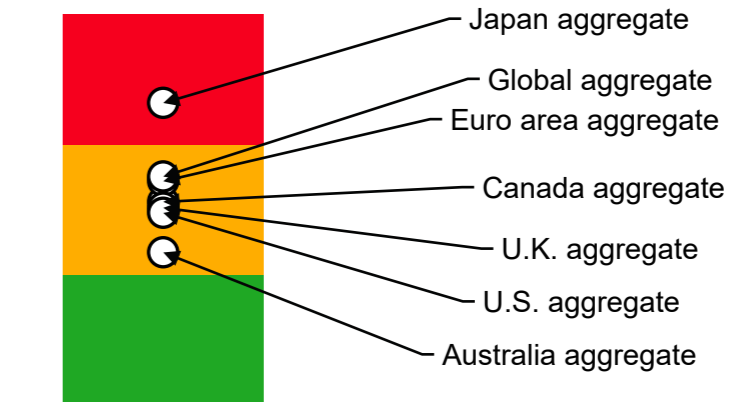 Japan aggregate
Global aggregate
Euro area aggregate
Canada aggregate
U.K. aggregate
U.S. aggregate
Australia aggregate